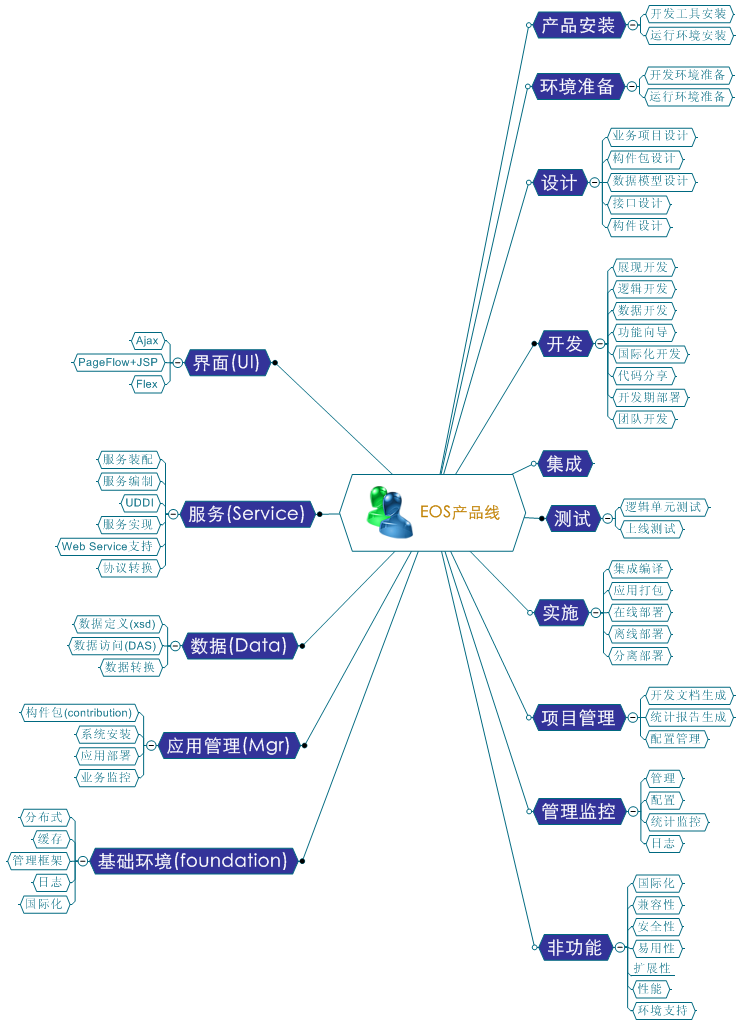 EOS产品线
产品安装
开发工具安装
运行环境安装
环境准备
开发环境准备
运行环境准备
设计
业务项目设计
构件包设计
数据模型设计
接口设计
构件设计
开发
展现开发
逻辑开发
数据开发
功能向导
国际化开发
代码分享
开发期部署
团队开发
集成
测试
逻辑单元测试
上线测试
实施
集成编译
应用打包
在线部署
离线部署
分离部署
项目管理
开发文档生成
统计报告生成
配置管理
管理监控
管理
配置
统计监控
日志
非功能
国际化
兼容性
安全性
易用性
扩展性
性能
环境支持
界面(UI)
Ajax
PageFlow+JSP
Flex
服务(Service)
服务装配
服务编制
UDDI
服务实现
Web Service支持
协议转换
数据(Data)
数据定义(xsd)
数据访问(DAS)
数据转换
应用管理(Mgr)
构件包(contribution)
系统安装
应用部署
业务监控
基础环境(foundation)
分布式
缓存
管理框架
日志
国际化